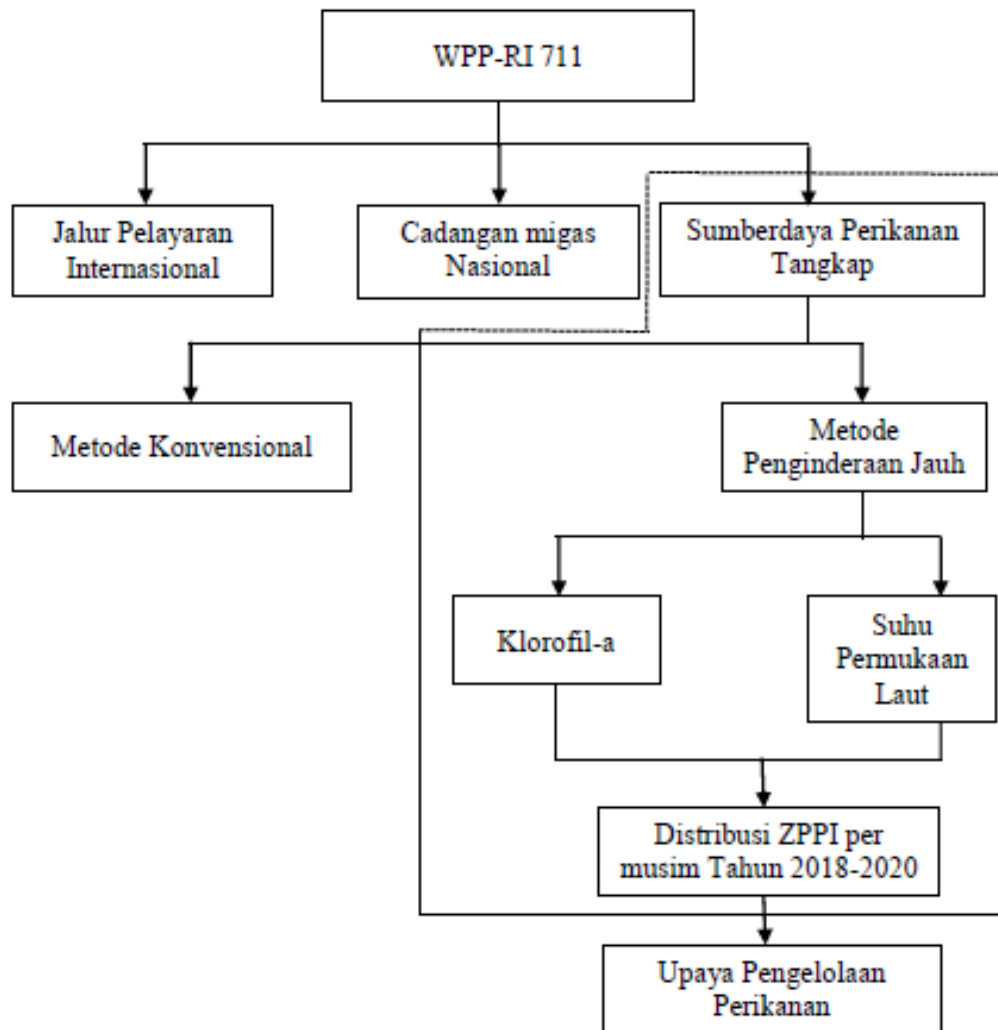 WPP-RI 711
Jalur Pelayaran
Internasional
Cadangan migas
Nasional
Sumberdaya Perikanan
Tangkap
Metode Konvensional
Metode
Penginderaan Jauh
Klorofil-a
Suhu
Permukaan
Laut
Distribusi ZPPI per
musim Tahun 2018-2020
Upaya Pengelolaan
Perikanan